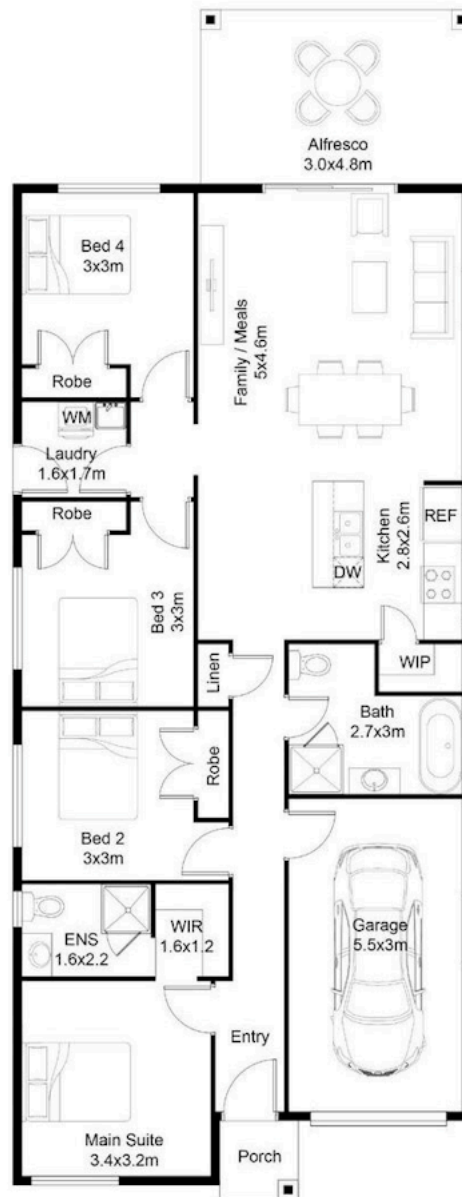 Alfresco
3.0x4.8m
Bed 4
3x3m
Robe
Family / Meals
5x4.6m
WM
Laudry
1.6x1.7m
Robe
Bed 3
3x3m
Kitchen
2.8x2.6m
REF
DW
WIP
Linen
Bath
2.7x3m
Robe
Bed 2
3x3m
ENS
1.6x2.2
WIR
1.6x1.2
Garage
5.5x3m
Entry
Main Suite
3.4x3.2m
Porch